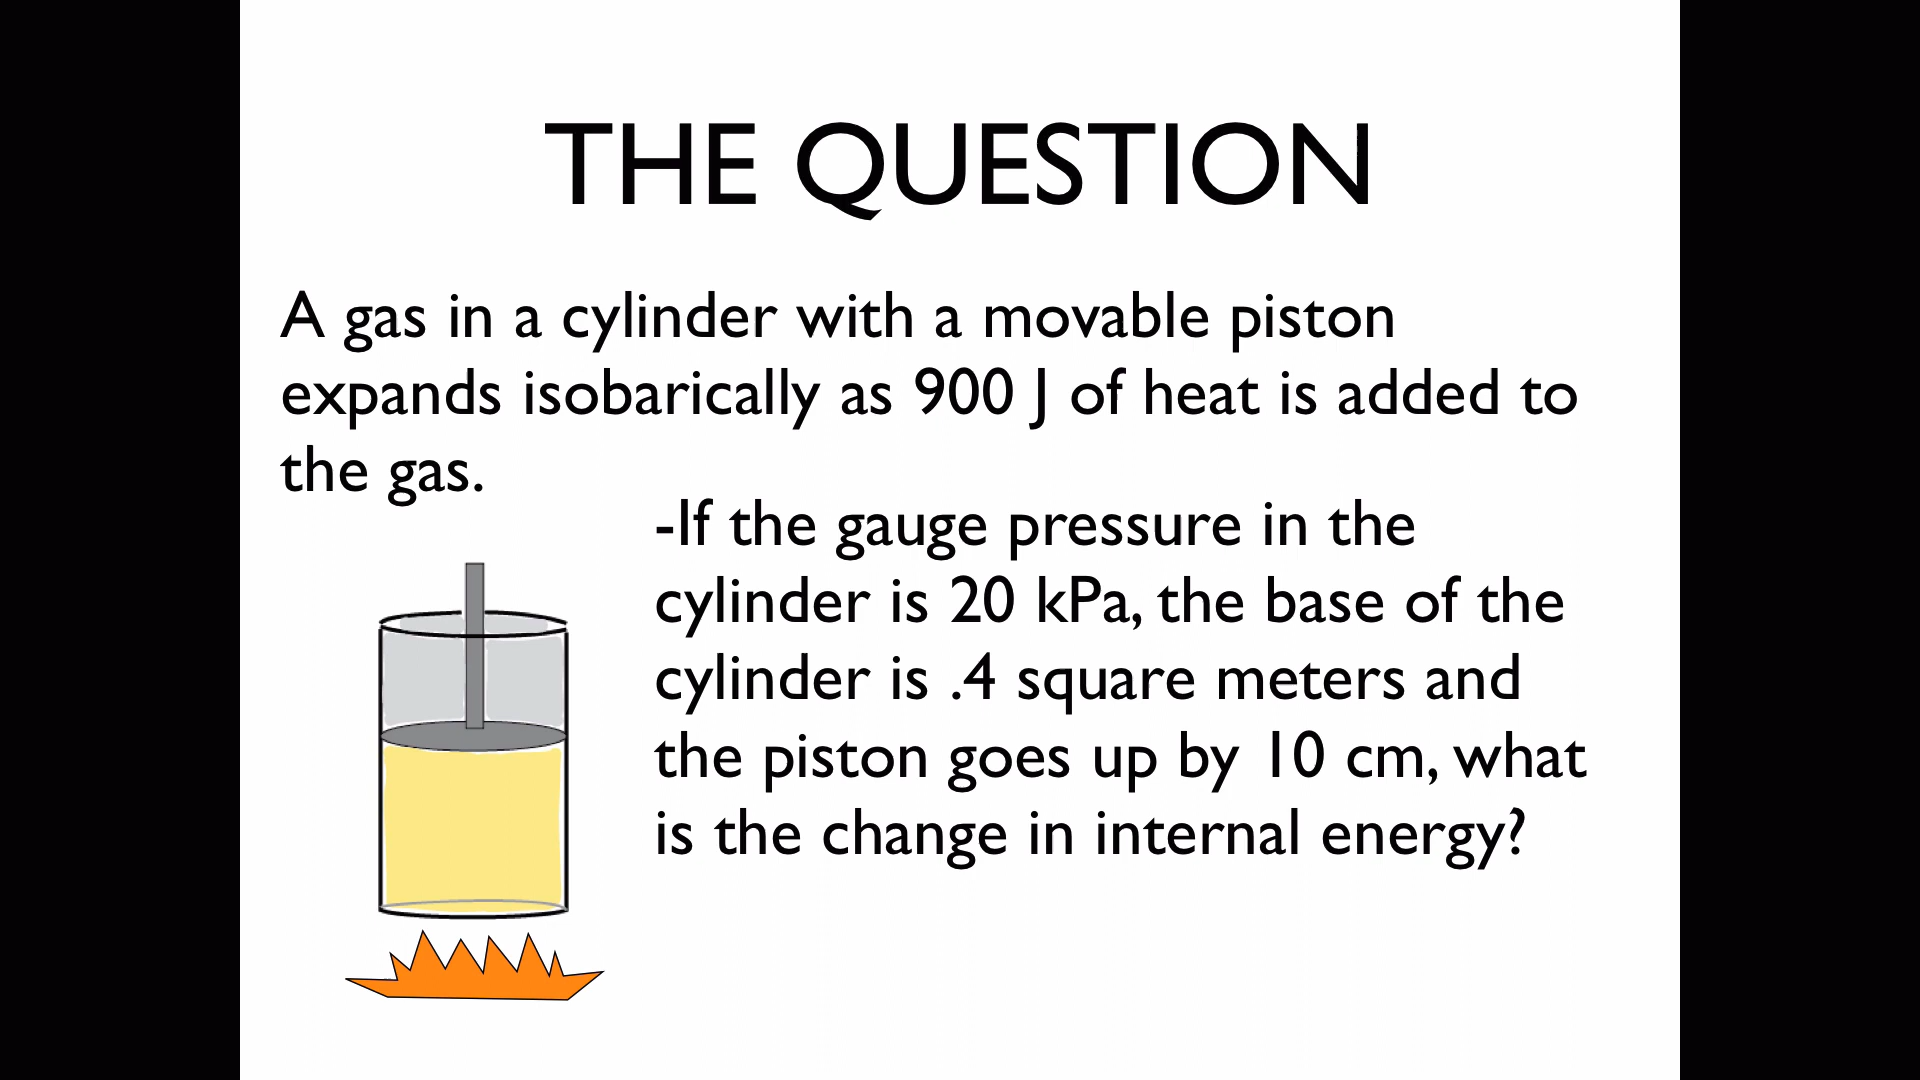 THE QUESTION
A gas in a cylinder with a movable piston
expands isobarically as 900 J of heat is added to
the gas.
-If the gauge pressure in the
cylinder is 20 kPa, the base of the
cylinder is .4 square meters and
the piston goes up by 10 cm, what
is the change in internal energy?